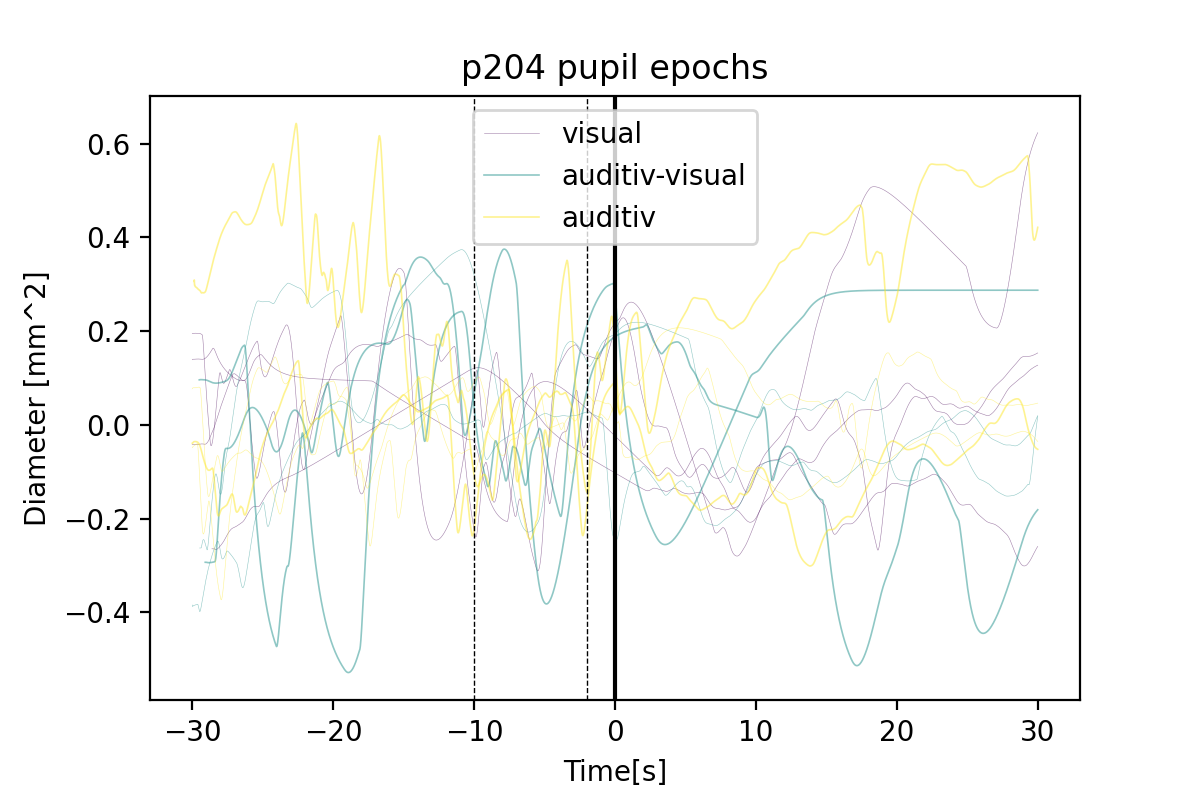 p204 pupil epochs
visual
auditiv-visual
auditiv
Diameter [mm^2]
0.6
0.4
0.2
0.0
−0.2
−0.4
−30 −20 −10 0 10 20 30
Time[s]